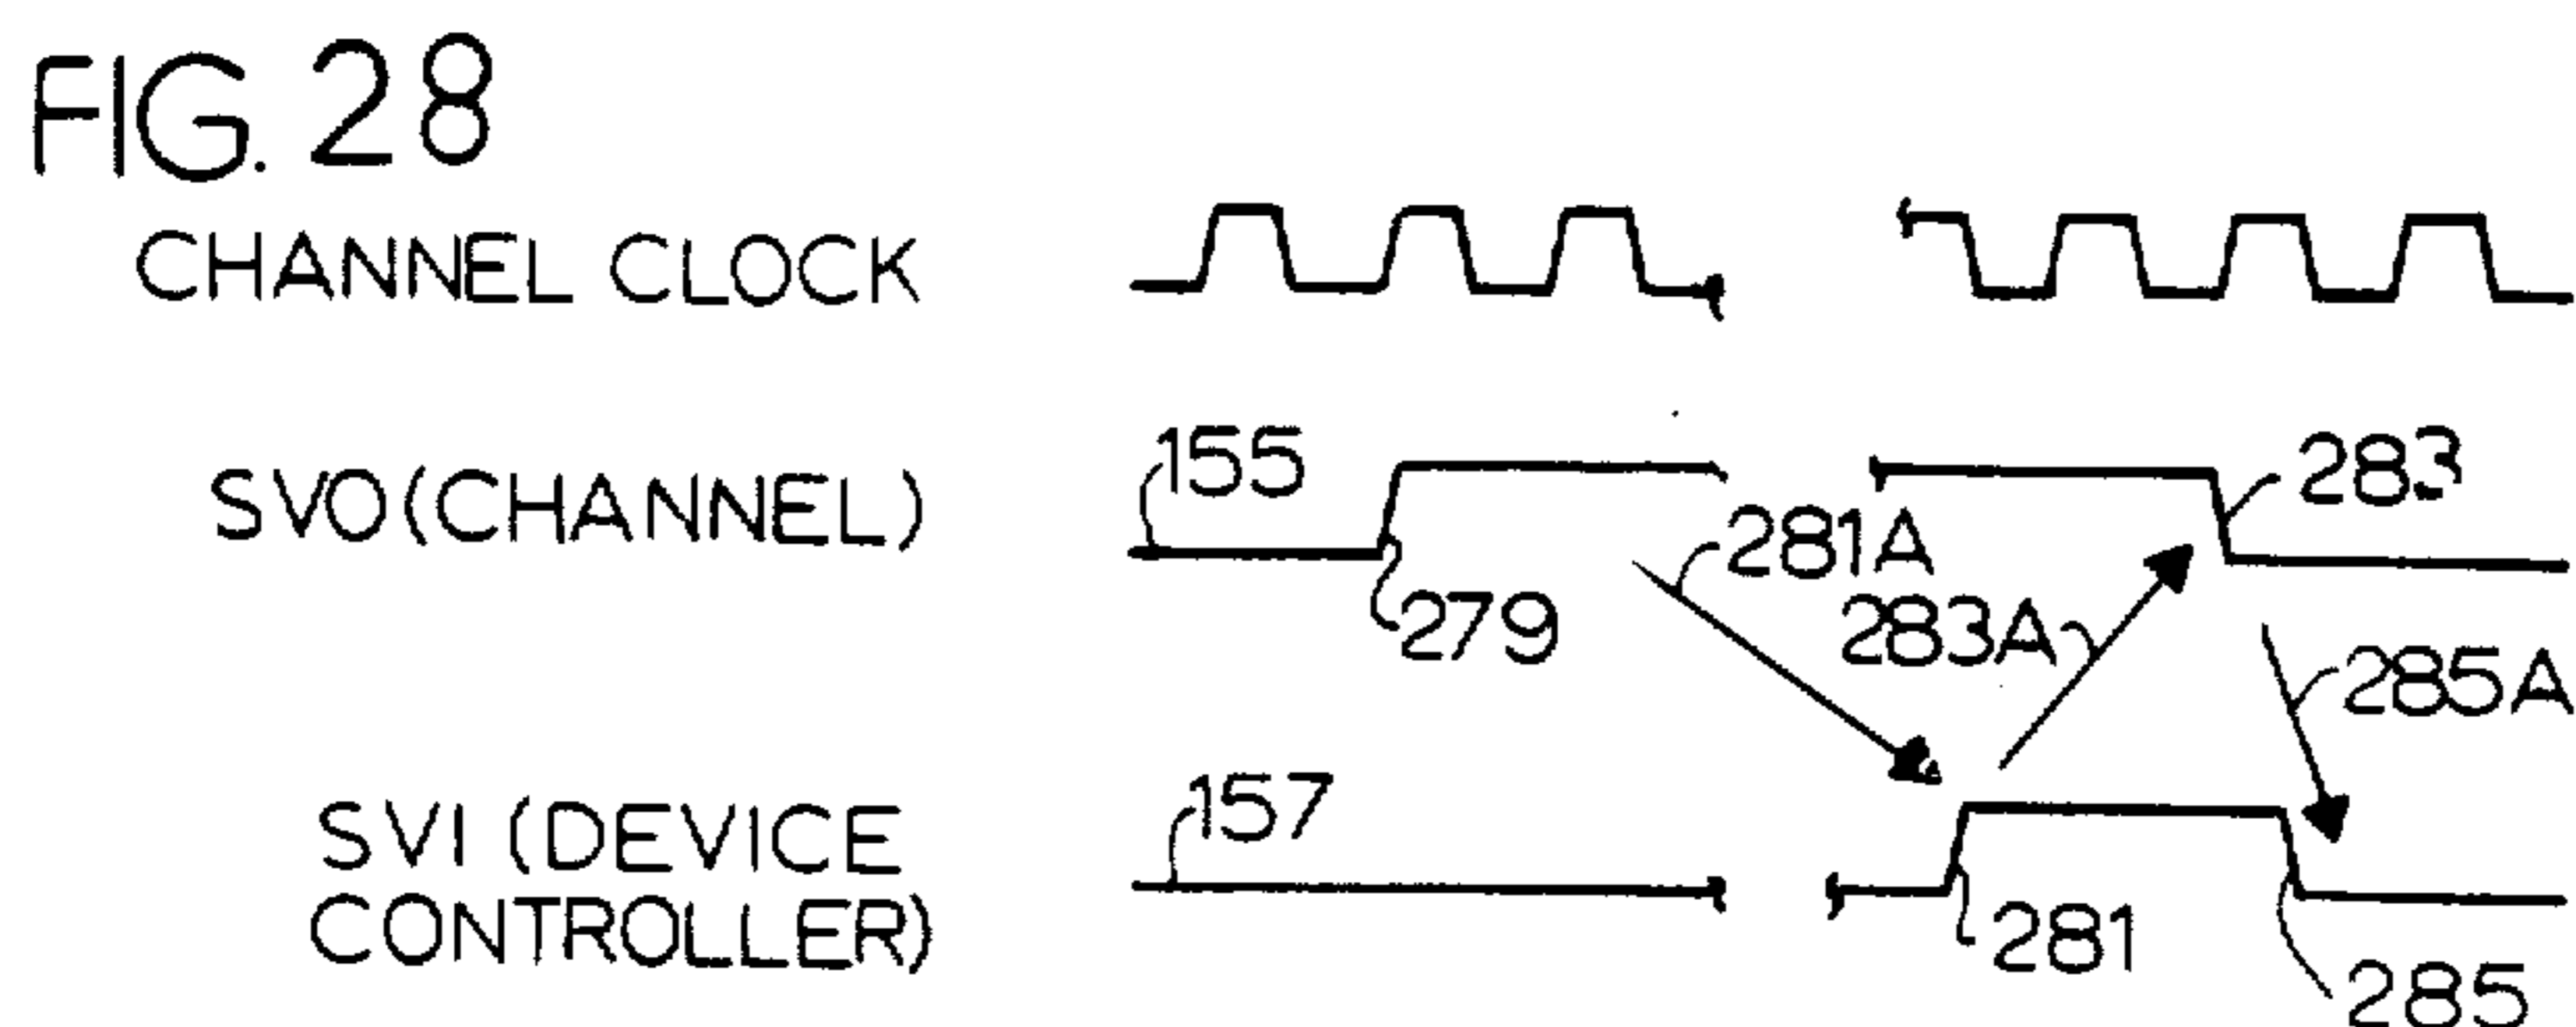 FIG. 28
CHANNEL CLOCK
SVO (CHANNEL)
155
279
281A
283A
283
285A
SVI (DEVICE
CONTROLLER)
157
281
285